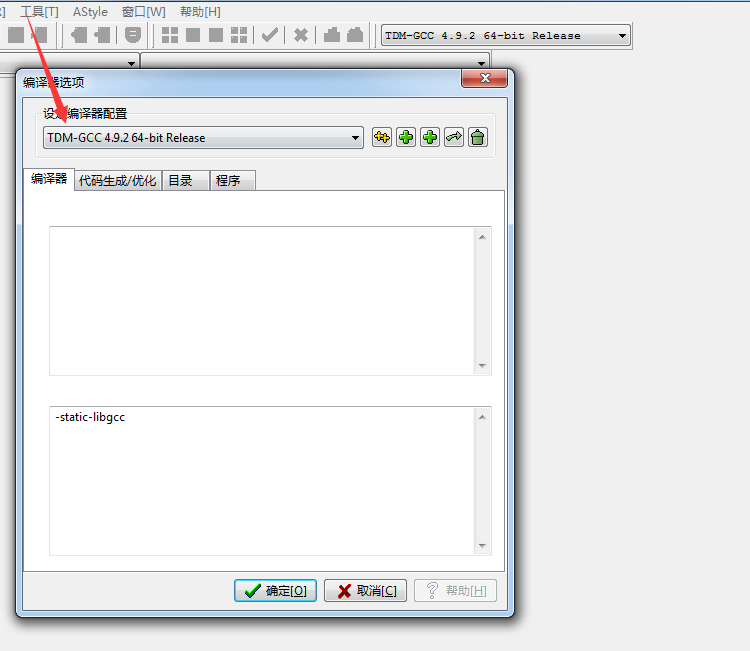 工具[T] AStyle 窗口[W] 帮助[H]
TDM-GCC 4.9.2 64-bit Release
编译器选项
编译器配置
TDM-GCC 4.9.2 64-bit Release
编译器 代码生成/优化 目录 程序
-static-libgcc
确定[O] 取消[C] 帮助[H]